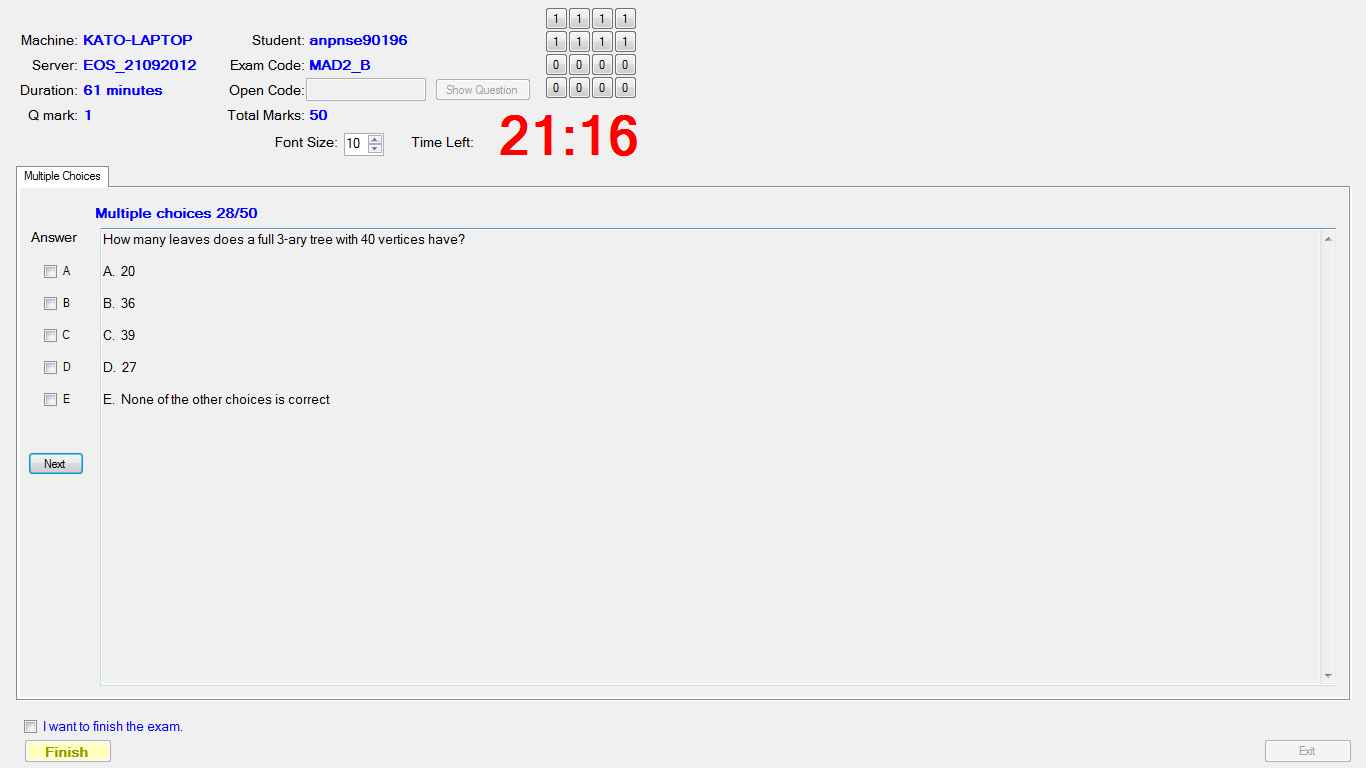 Machine: KATO-LAPTOP Student: anpnse90196
Server: EOS_21092012 Exam Code: MAD2_B
Duration: 61 minutes Open Code: Show Question
Q mark: 1 Total Marks: 50
1 1 1 1
1 1 1 1
0 0 0 0
0 0 0 0
Font Size: 10 Time Left: 21:16
Multiple Choices
Multiple choices 28/50
Answer
How many leaves does a full 3-ary tree with 40 vertices have?
A A. 20
B B. 36
C C. 39
D D. 27
E E. None of the other choices is correct
Next
I want to finish the exam.
Finish
Exit